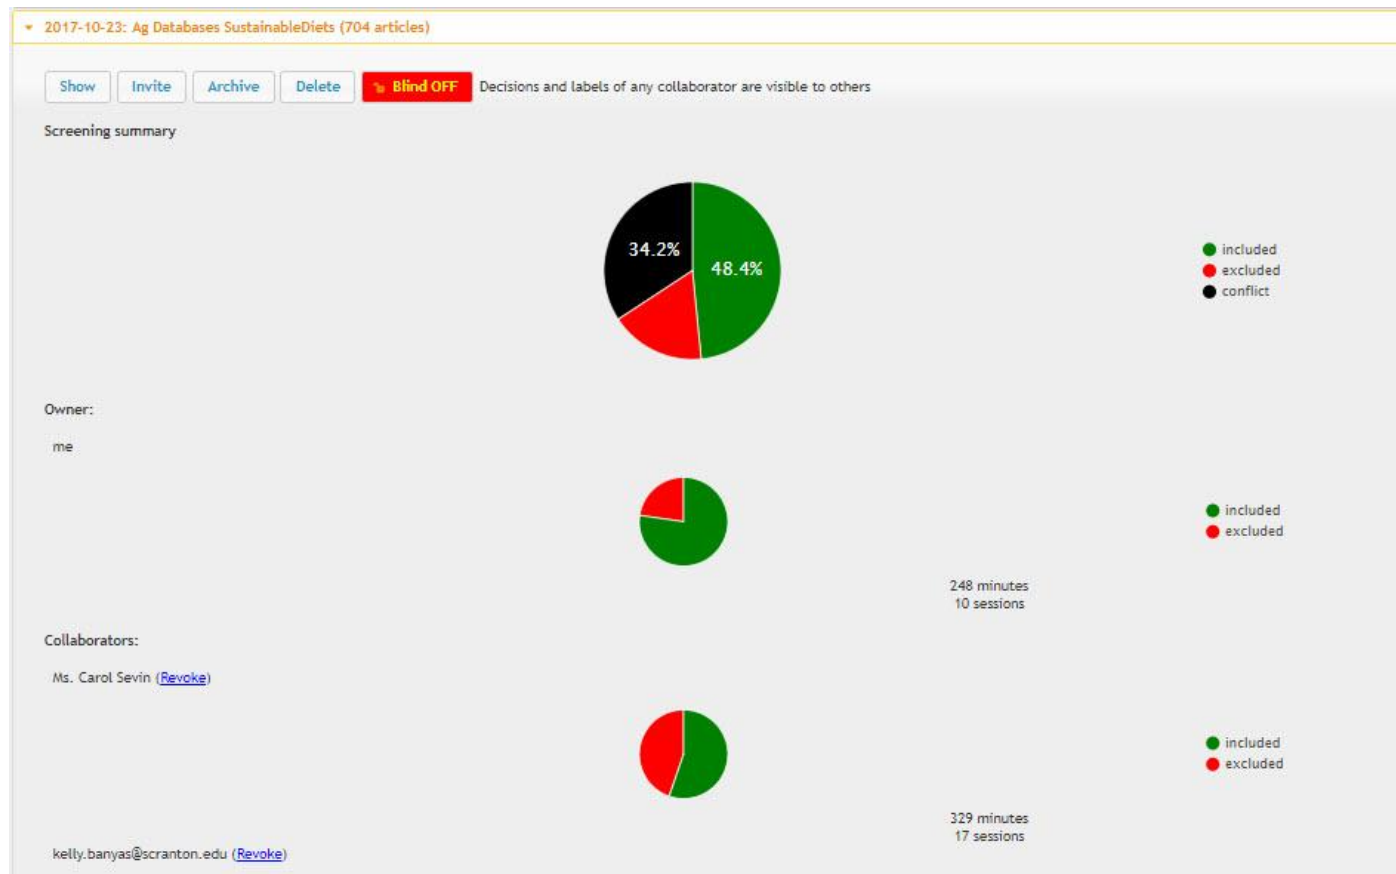 2017-10-23: Ag Databases SustainableDiets (704 articles)
Show Invite Archive Delete Blind OFF Decisions and labels of any collaborator are visible to others
Screening summary
34.2%
48.4%
included
excluded
conflict
Owner:
me
included
excluded
248 minutes
10 sessions
Collaborators:
Ms. Carol Sevin (Revoke)
included
excluded
329 minutes
17 sessions
kelly.banyas@scranton.edu (Revoke)